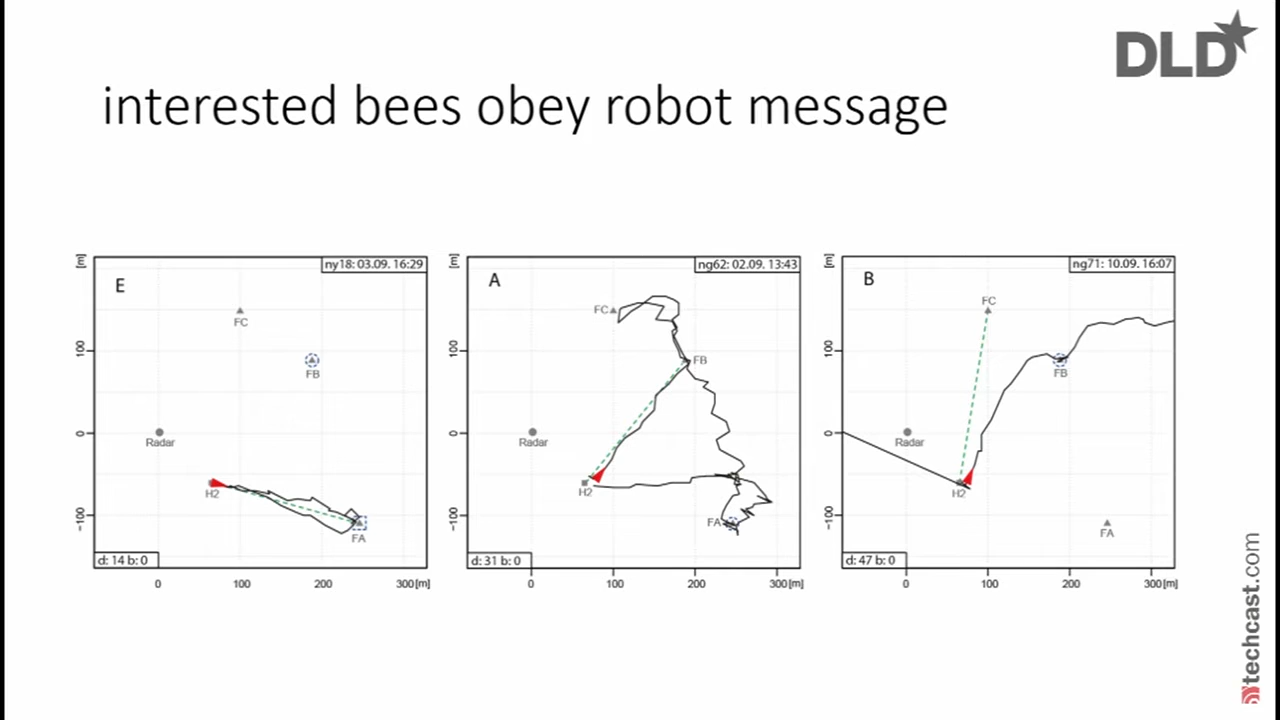 DLD
interested bees obey robot message
[m]
ny18: 03.09. 16:29
E
FC
FB
Radar
H2
FA
100
0
-100
d: 14 b: 0
0 100 200 300[m]
[m]
ng62: 02.09. 13:43
A
FC
FB
Radar
H2
FA
100
0
-100
d: 31 b: 0
0 100 200 300[m]
[m]
ng71: 10.09. 16:07
B
FC
FB
Radar
H2
FA
100
0
-100
d: 47 b: 0
0 100 200 300[m]
techcast.com